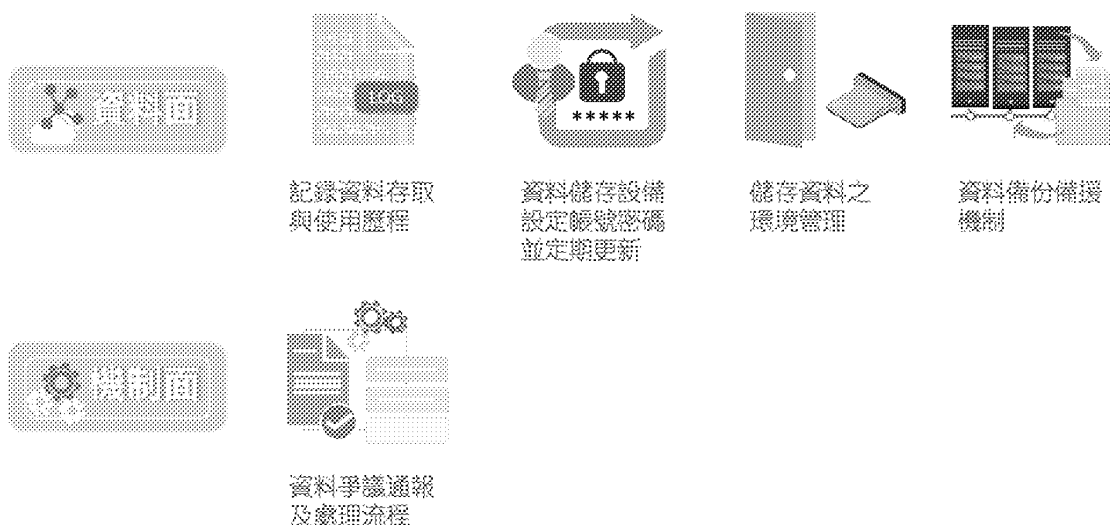 資料面
LOG
*****
記錄資料存取
與使用歷程
資料儲存設備
設定帳號密碼
並定期更新
儲存資料之
環境管理
資料備份備援
機制
機制面
資料爭議通報
及處理流程